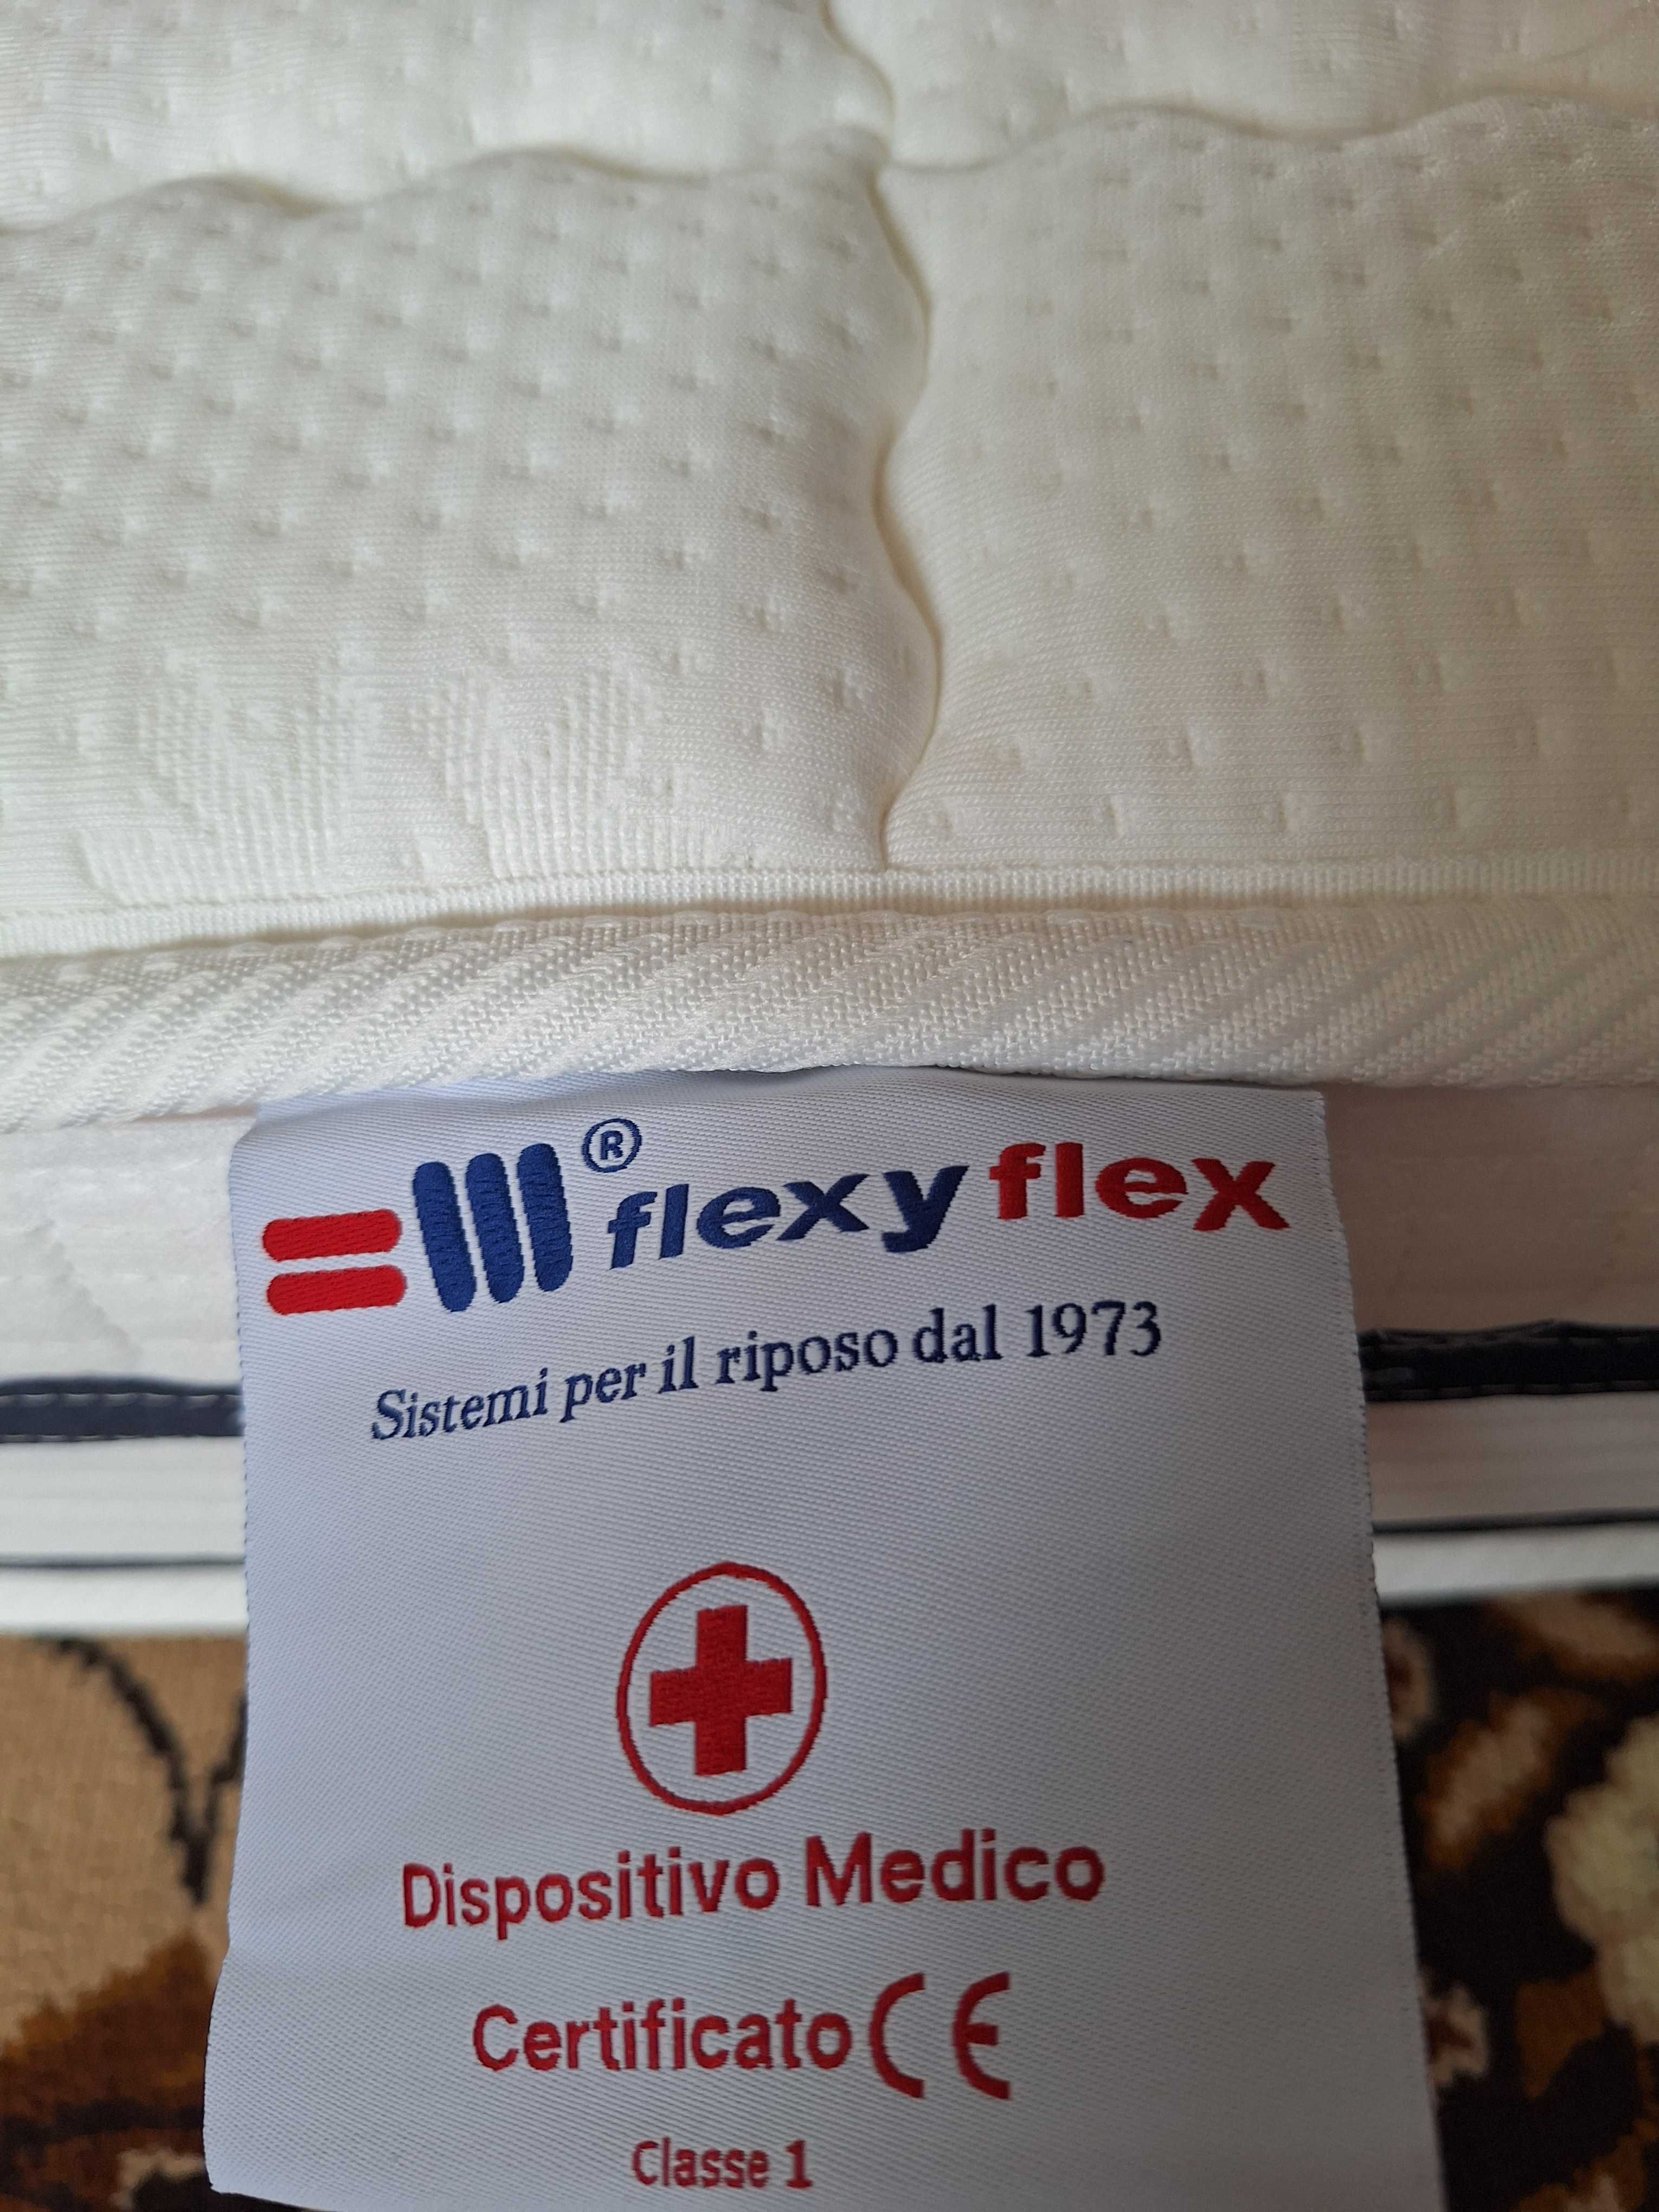 ® flexyflex
Sistemi per il riposo dal 1973
Dispositivo Medico
Certificato CE
Classe 1